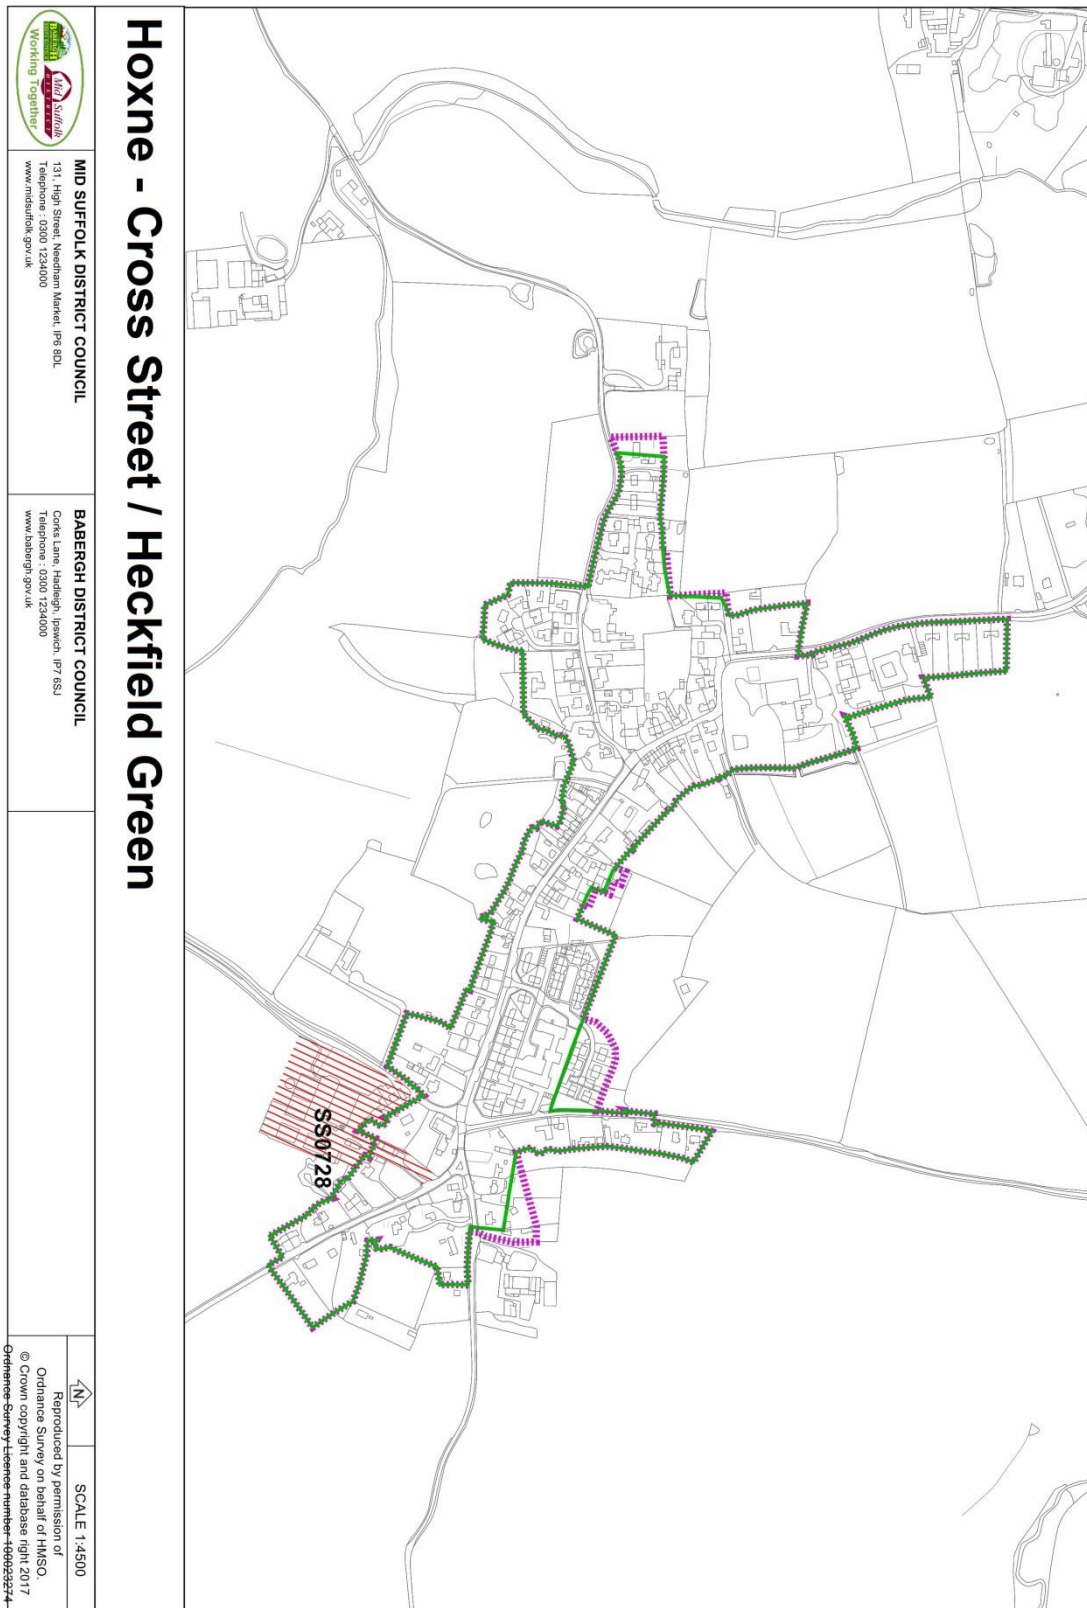 Hoxne - Cross Street / Heckfield Green
SS0728
BABERGH
Mid Suffolk
DISTRICT
Working Together
MID SUFFOLK DISTRICT COUNCIL
131, High Street, Needham Market, IP6 8DL
Telephone : 0300 1234000
www.midsuffolk.gov.uk
BABERGH DISTRICT COUNCIL
Corks Lane, Hadleigh, Ipswich. IP7 6SJ
Telephone : 0300 1234000
www.babergh.gov.uk
N
SCALE 1:4500
Reproduced by permission of
Ordnance Survey on behalf of HMSO.
© Crown copyright and database right 2017
Ordnance Survey Licence number 100023274